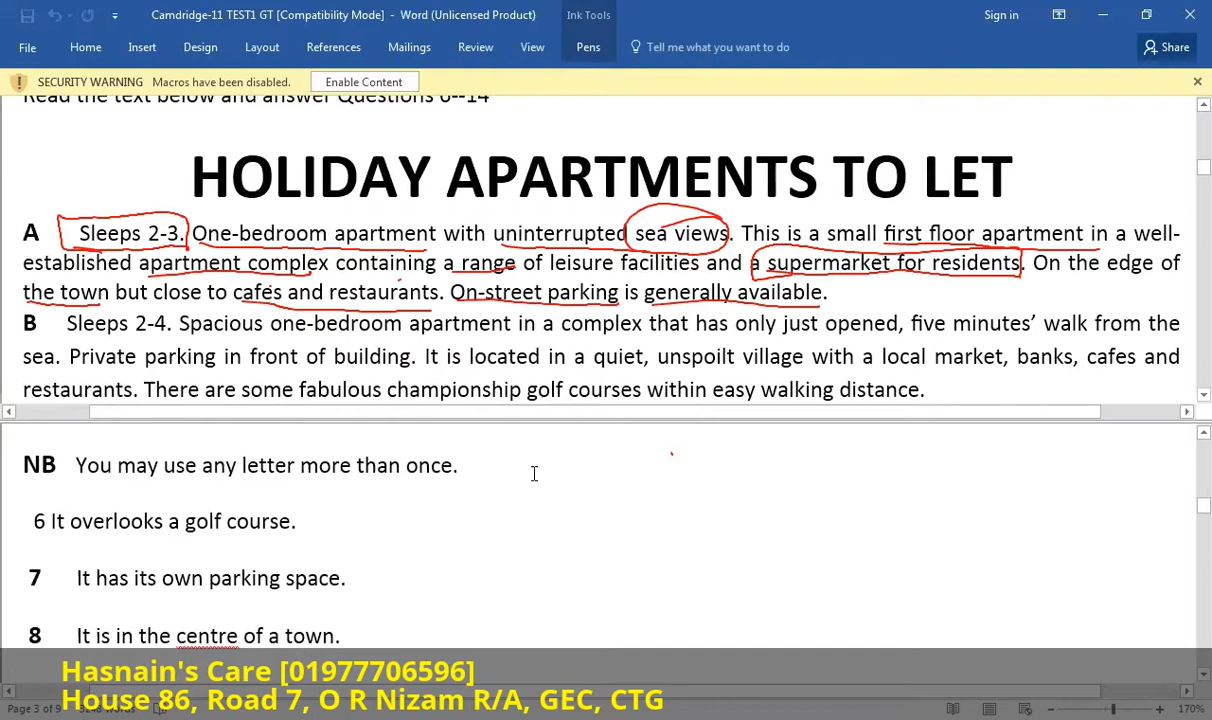 Camdridge-11 TEST1 GT [Compatibility Mode] - Word (Unlicensed Product)
Ink Tools
Sign in
File Home Insert Design Layout References Mailings Review View Pens Tell me what you want to do Share
SECURITY WARNING Macros have been disabled. Enable Content
Read the text below and answer Questions 6--14
HOLIDAY APARTMENTS TO LET
A Sleeps 2-3. One-bedroom apartment with uninterrupted sea views. This is a small first floor apartment in a well-
established apartment complex containing a range of leisure facilities and a supermarket for residents. On the edge of
the town but close to cafes and restaurants. On-street parking is generally available.
B Sleeps 2-4. Spacious one-bedroom apartment in a complex that has only just opened, five minutes’ walk from the
sea. Private parking in front of building. It is located in a quiet, unspoilt village with a local market, banks, cafes and
restaurants. There are some fabulous championship golf courses within easy walking distance.
NB You may use any letter more than once.
6 It overlooks a golf course.
7 It has its own parking space.
8 It is in the centre of a town.
Hasnain's Care [01977706596]
House 86, Road 7, O R Nizam R/A, GEC, CTG
Page 3 of 9 3248 words
170%